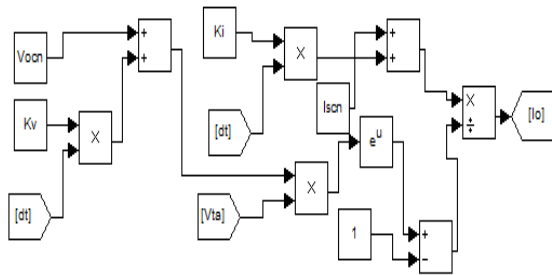 Vocn
+
+
Ki
×
+
+
Kv
×
[dt]
Iscn
×
÷
[Io]
[dt]
[Vta]
×
e^u
1
+
−